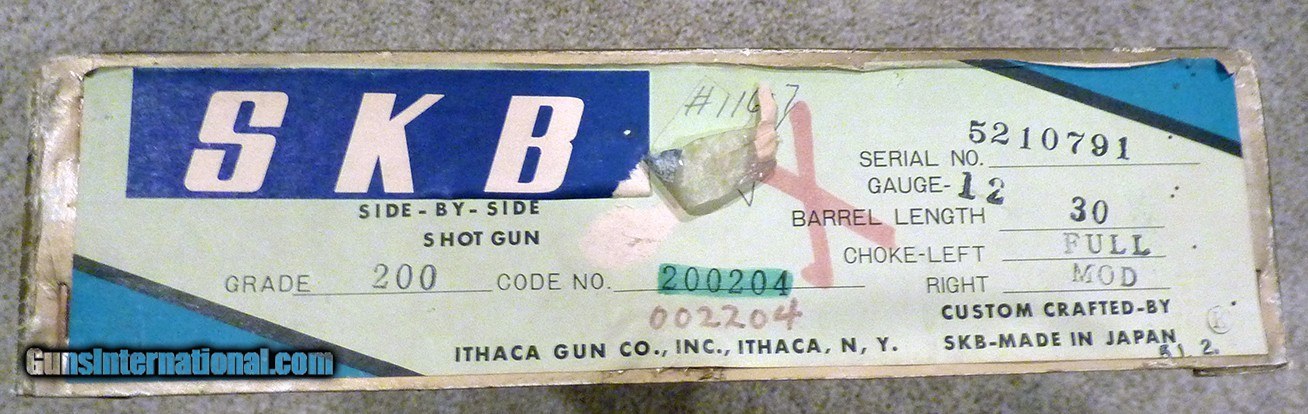 SKB
SIDE-BY-SIDE
SHOT GUN
GRADE 200 CODE NO. 200204
002204
ITHACA GUN CO., INC., ITHACA, N, Y.
SERIAL NO. 5210791
GAUGE-12
BARREL LENGTH 30
CHOKE-LEFT FULL
RIGHT MOD
CUSTOM CRAFTED-BY
SKB-MADE IN JAPAN
GunsInternational.com